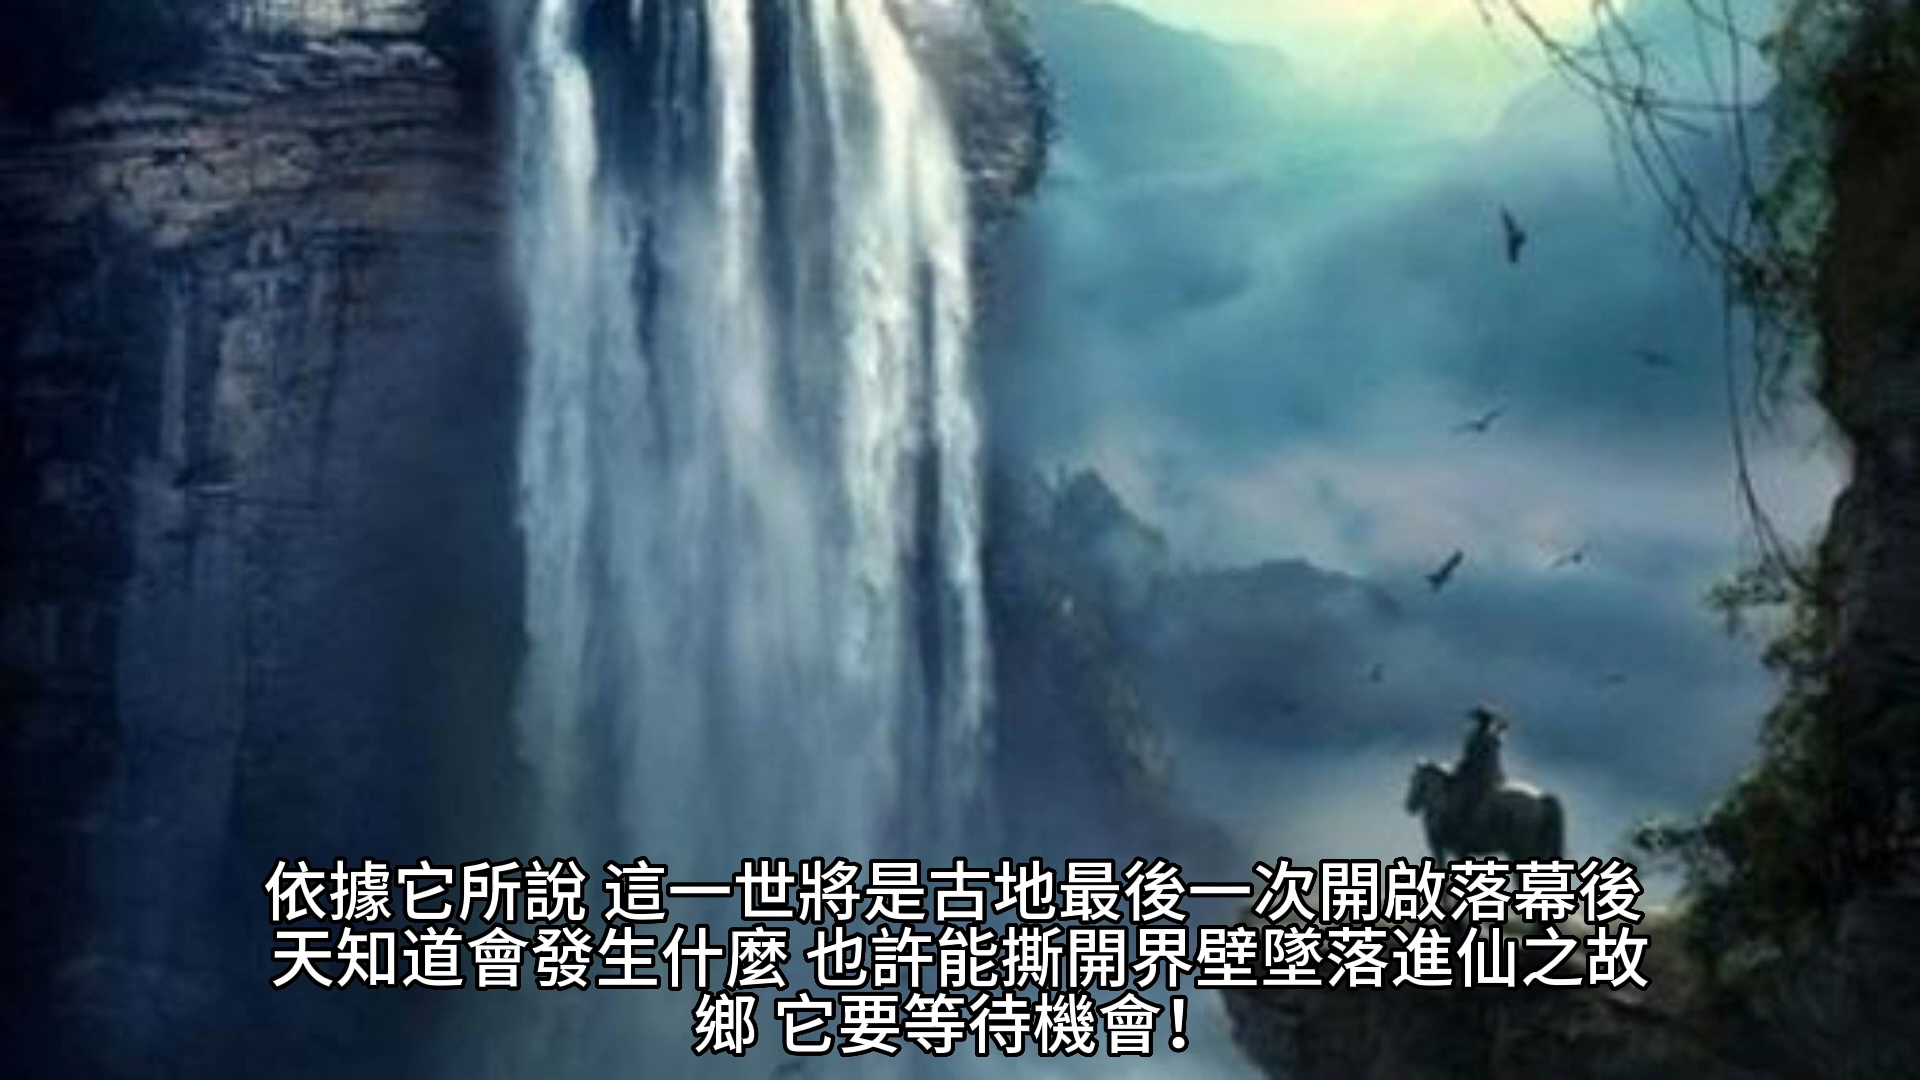 依據它所說 這一世將是古地最後一次開啟落幕後
天知道會發生什麼 也許能撕開界壁墜落進仙之故
鄉 它要等待機會！